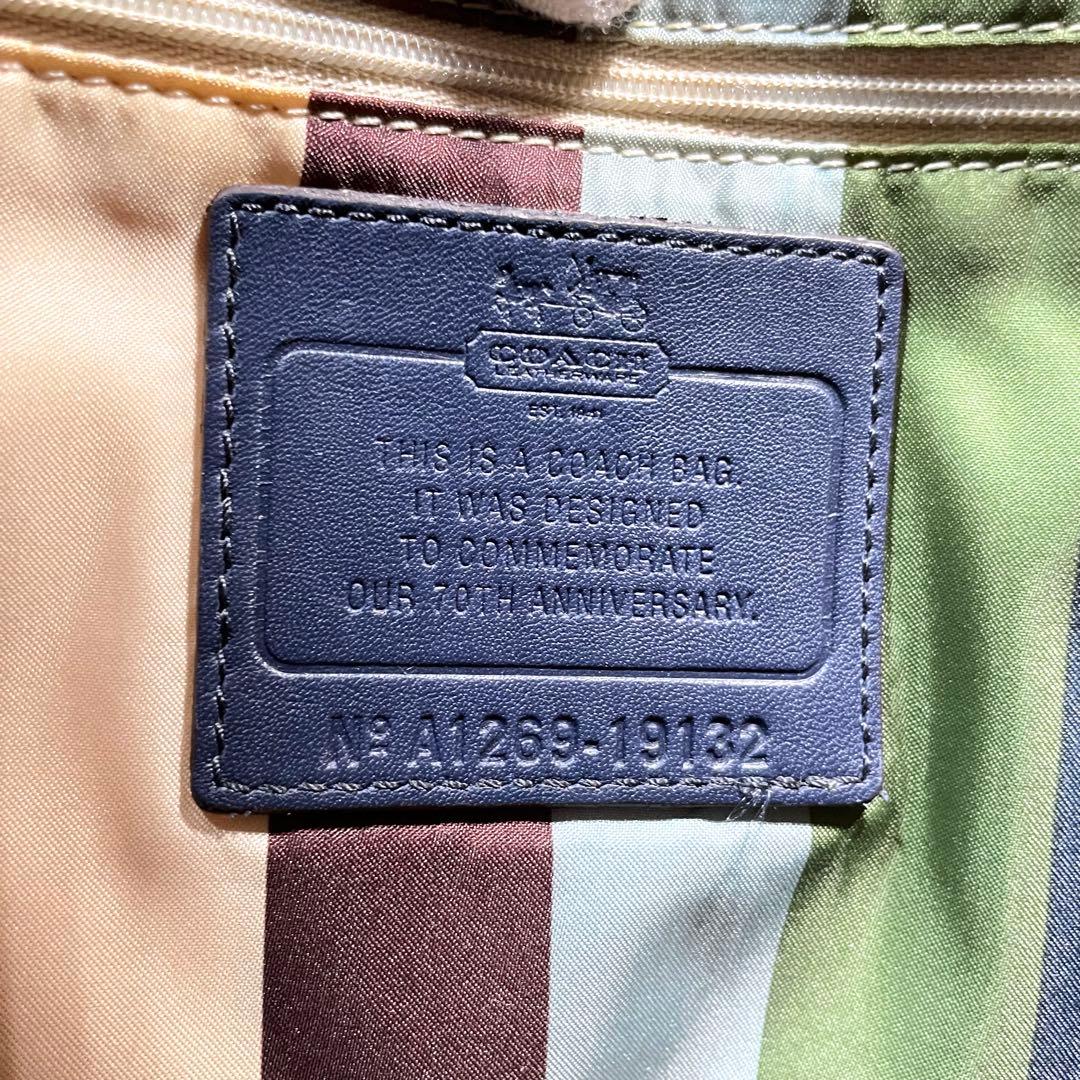 COACH
LEATHERWARE
EST. 1941
THIS IS A COACH BAG.
IT WAS DESIGNED
TO COMMEMORATE
OUR 70TH ANNIVERSARY.
Nº A1269-19132